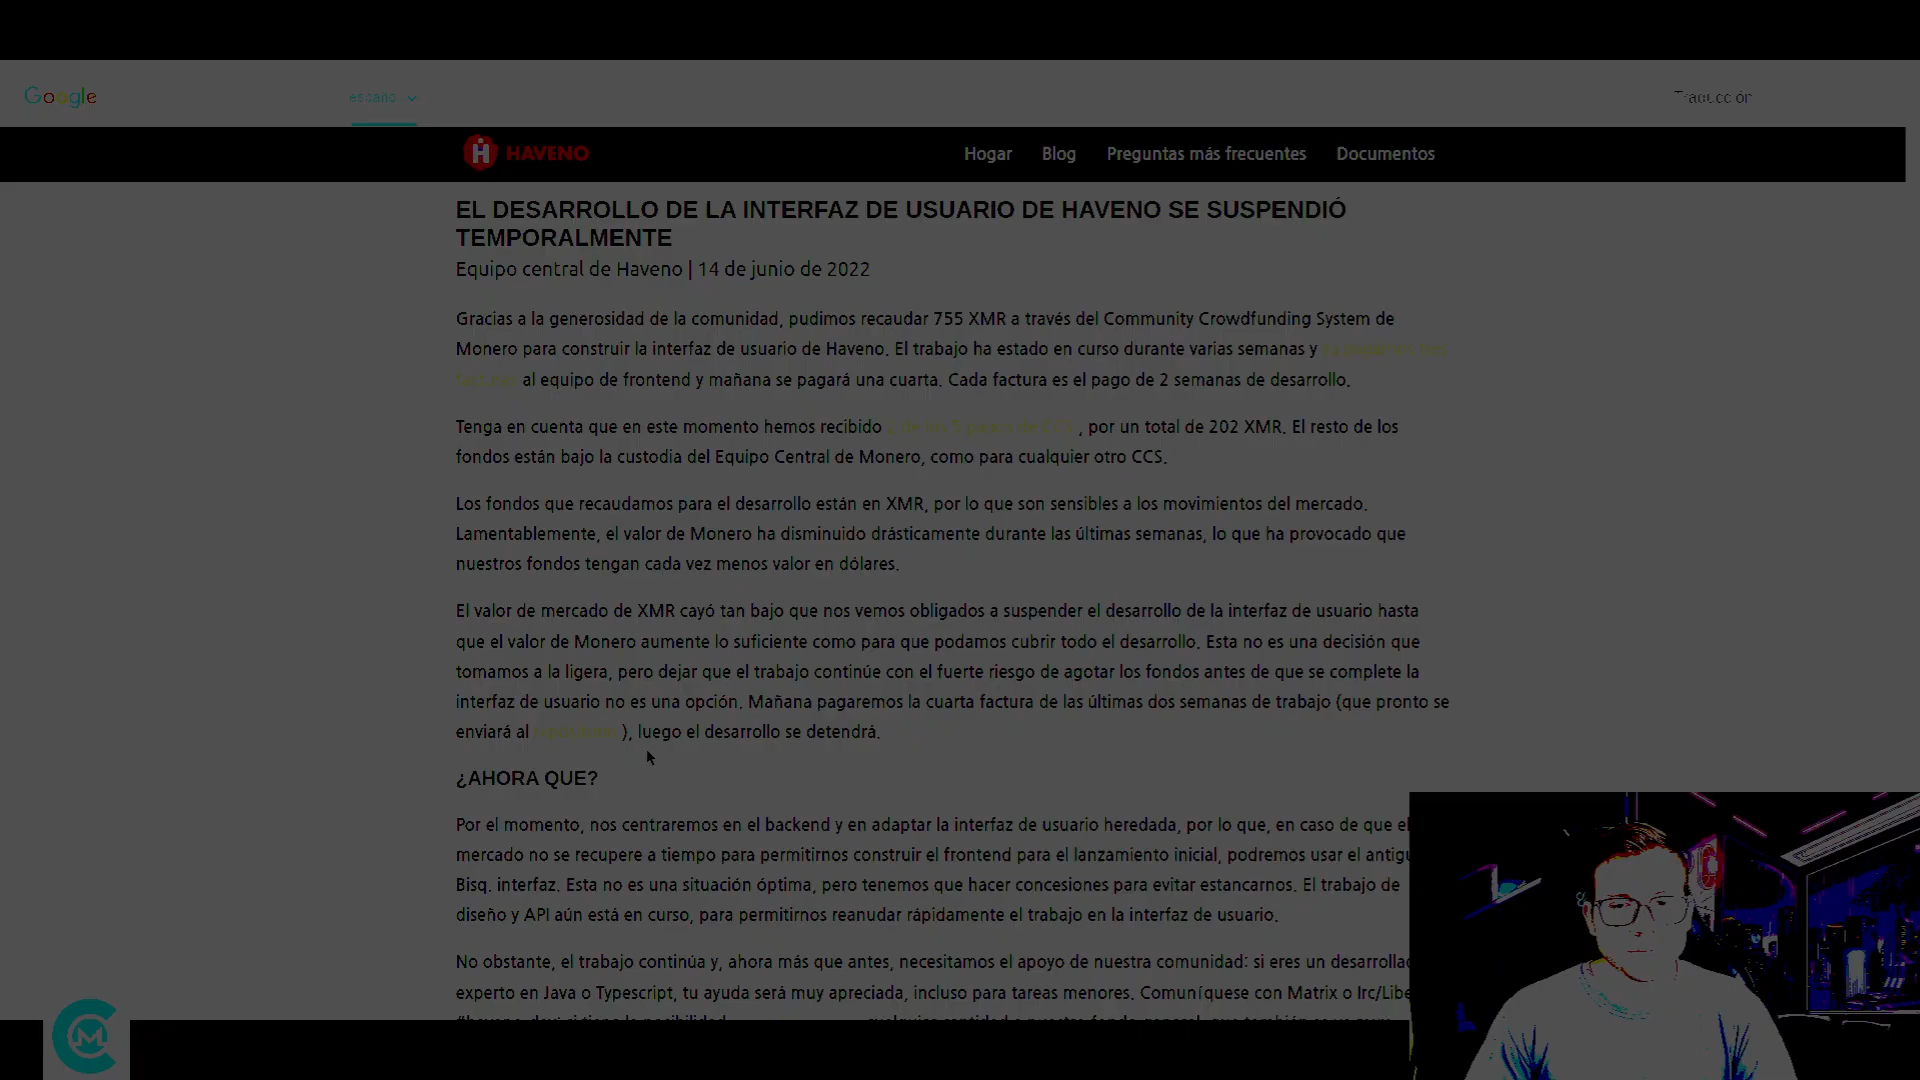 Google
español
Traducción
HAVENO
Hogar
Blog
Preguntas más frecuentes
Documentos
EL DESARROLLO DE LA INTERFAZ DE USUARIO DE HAVENO SE SUSPENDIÓ
TEMPORALMENTE
Equipo central de Haveno | 14 de junio de 2022
Gracias a la generosidad de la comunidad, pudimos recaudar 755 XMR a través del Community Crowdfunding System de
Monero para construir la interfaz de usuario de Haveno. El trabajo ha estado en curso durante varias semanas y
al equipo de frontend y mañana se pagará una cuarta. Cada factura es el pago de 2 semanas de desarrollo.
Tenga en cuenta que en este momento hemos recibido 2 de los 5 pagos de CCS , por un total de 202 XMR. El resto de los
fondos están bajo la custodia del Equipo Central de Monero, como para cualquier otro CCS.
Los fondos que recaudamos para el desarrollo están en XMR, por lo que son sensibles a los movimientos del mercado.
Lamentablemente, el valor de Monero ha disminuido drásticamente durante las últimas semanas, lo que ha provocado que
nuestros fondos tengan cada vez menos valor en dólares.
El valor de mercado de XMR cayó tan bajo que nos vemos obligados a suspender el desarrollo de la interfaz de usuario hasta
que el valor de Monero aumente lo suficiente como para que podamos cubrir todo el desarrollo. Esta no es una decisión que
tomamos a la ligera, pero dejar que el trabajo continúe con el fuerte riesgo de agotar los fondos antes de que se complete la
interfaz de usuario no es una opción. Mañana pagaremos la cuarta factura de las últimas dos semanas de trabajo (que pronto se
enviará al ), luego el desarrollo se detendrá.
¿AHORA QUE?
Por el momento, nos centraremos en el backend y en adaptar la interfaz de usuario heredada, por lo que, en caso de que el
mercado no se recupere a tiempo para permitirnos construir el frontend para el lanzamiento inicial, podremos usar el antigu
Bisq. interfaz. Esta no es una situación óptima, pero tenemos que hacer concesiones para evitar estancarnos. El trabajo de
diseño y API aún está en curso, para permitirnos reanudar rápidamente el trabajo en la interfaz de usuario.
No obstante, el trabajo continúa y, ahora más que antes, necesitamos el apoyo de nuestra comunidad: si eres un desarrollad
experto en Java o Typescript, tu ayuda será muy apreciada, incluso para tareas menores. Comuníquese con Matrix o Irc/Libe